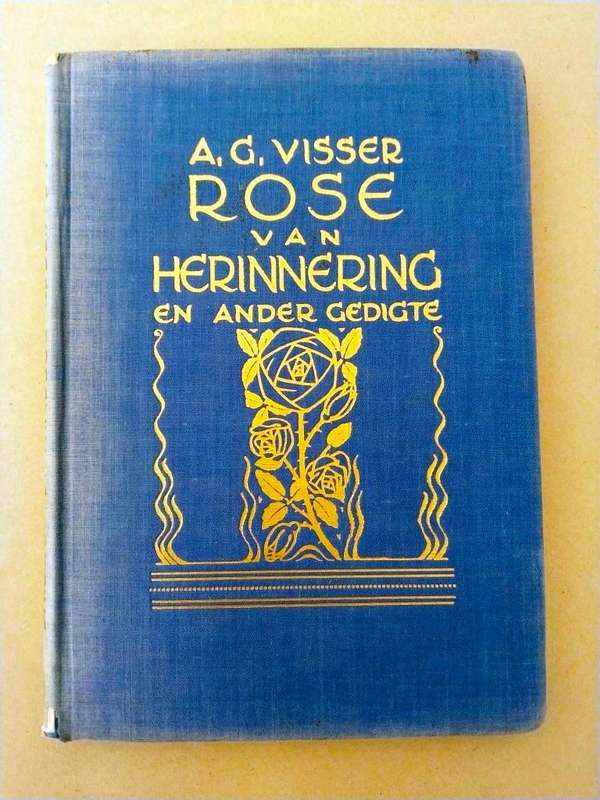 A. G. VISSER
ROSE
VAN
HERINNERING
EN ANDER GEDIGTE